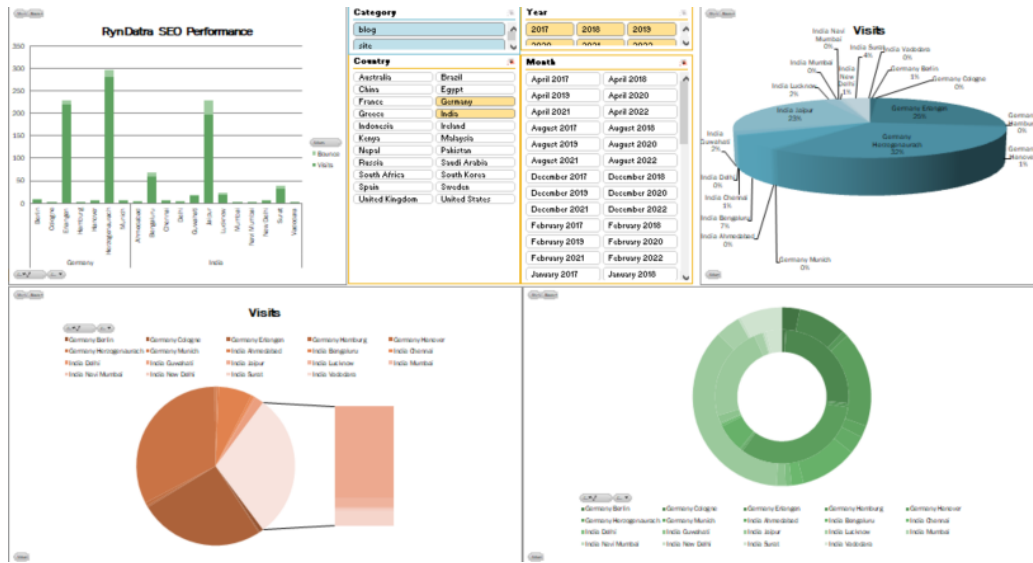 RynDatra SEO Performance
350
300
250
200
150
100
50
0
Bounce
Visits
Berlin
Cologne
Erlangen
Hamburg
Hanover
Herzogenaurach
Munich
Ahmedabad
Bengaluru
Chennai
Delhi
Guwahati
Jaipur
Lucknow
Mumbai
Navi Mumbai
New Delhi
Surat
Vadodara
Germany
India
Category
blog
site
Country
Australia
Brazil
China
Egypt
France
Germany
Greece
India
Indonesia
Ireland
Kenya
Malaysia
Nepal
Pakistan
Russia
Saudi Arabia
South Africa
South Korea
Spain
Sweden
United Kingdom
United States
Year
2017
2018
2019
2020
2021
2022
Month
April 2017
April 2018
April 2019
April 2020
April 2021
April 2022
August 2017
August 2018
August 2019
August 2020
August 2021
August 2022
December 2017
December 2018
December 2019
December 2020
December 2021
December 2022
February 2017
February 2018
February 2019
February 2020
February 2021
February 2022
January 2017
January 2018
Visits
India Navi
Mumbai
0%
India Surat
4%
India Vadodara
0%
India Mumbai
0%
India
New
Delhi
1%
Germany Berlin
1%
Germany Cologne
0%
India Lucknow
2%
India Jaipur
23%
Germany Erlangen
26%
Germany
Hamburg
0%
Germany
Herzogenaurach
32%
Germany
Hanover
1%
India
Guwahati
2%
India Delhi
0%
India Chennai
1%
India Bengaluru
7%
India Ahmedabad
0%
Germany Munich
0%
Visits
Germany Berlin
Germany Cologne
Germany Erlangen
Germany Hamburg
Germany Hanover
Germany Herzogenaurach
Germany Munich
India Ahmedabad
India Bengaluru
India Chennai
India Delhi
India Guwahati
India Jaipur
India Lucknow
India Mumbai
India Navi Mumbai
India New Delhi
India Surat
India Vadodara
Germany Berlin
Germany Cologne
Germany Erlangen
Germany Hamburg
Germany Hanover
Germany Herzogenaurach
Germany Munich
India Ahmedabad
India Bengaluru
India Chennai
India Delhi
India Guwahati
India Jaipur
India Lucknow
India Mumbai
India Navi Mumbai
India New Delhi
India Surat
India Vadodara